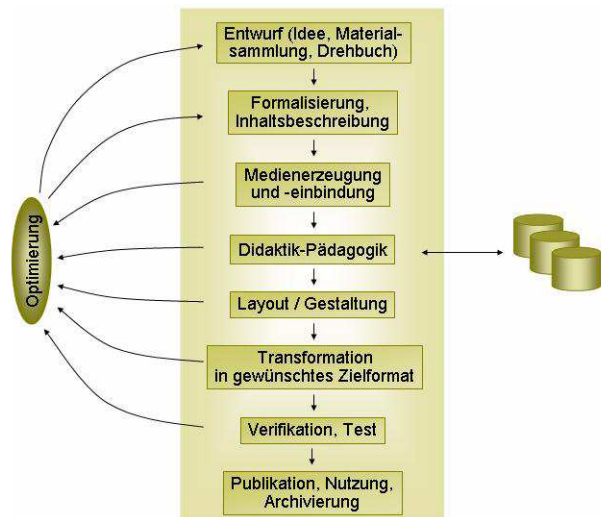 Entwurf (Idee, Material-
sammlung, Drehbuch)
Formalisierung,
Inhaltsbeschreibung
Medienerzeugung
und -einbindung
Optimierung
Didaktik-Pädagogik
Layout / Gestaltung
Transformation
in gewünschtes Zielformat
Verifikation, Test
Publikation, Nutzung,
Archivierung